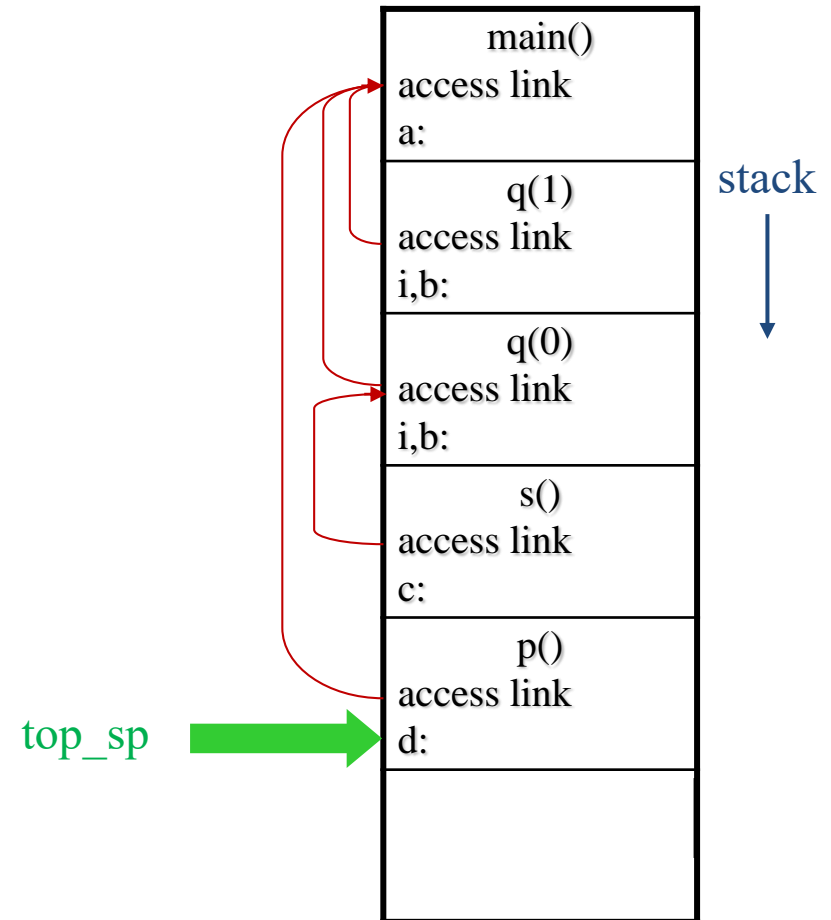 main()
access link
a:
stack
q(1)
access link
i,b:
q(0)
access link
i,b:
s()
access link
c:
p()
access link
top_sp
d: